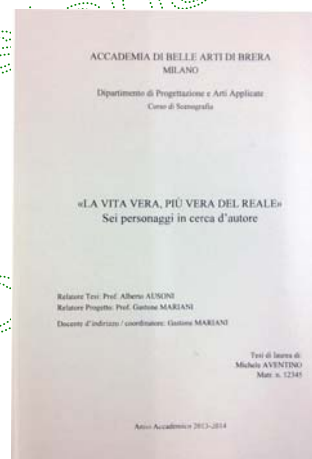 ACCADEMIA DI BELLE ARTI DI BRERA
MILANO
Dipartimento di Progettazione e Arti Applicate
Corso di Scenografia
«LA VITA VERA, PIÙ VERA DEL REALE»
Sei personaggi in cerca d'autore
Relatore Tesi: Prof. Alberto AUSONI
Relatore Progetto: Prof. Gastone MARIANI
Docente d'indirizzo / coordinatore: Gastone MARIANI
Tesi di laurea di:
Michele AVENTINO
Matr. n. 12345
Anno Accademico 2013-2014